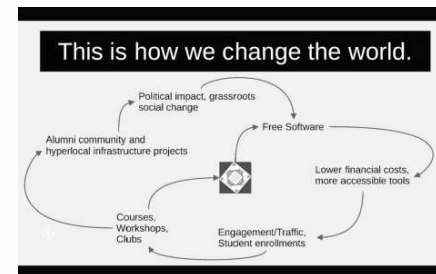 This is how we change the world.
Political impact, grassroots
social change
Free Software
Alumni community and
hyperlocal infrastructure projects
Lower financial costs,
more accessible tools
Courses,
Workshops,
Clubs
Engagement/Traffic,
Student enrollments